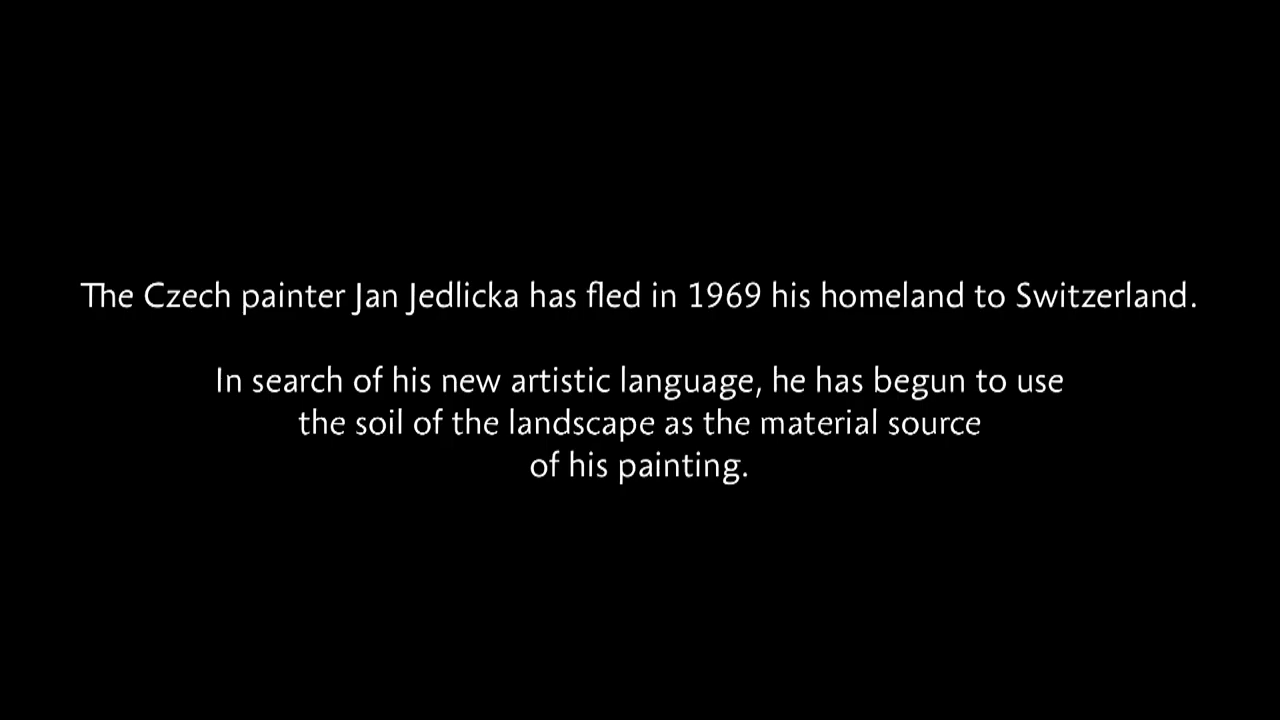 The Czech painter Jan Jedlicka has fled in 1969 his homeland to Switzerland.
In search of his new artistic language, he has begun to use
the soil of the landscape as the material source
of his painting.